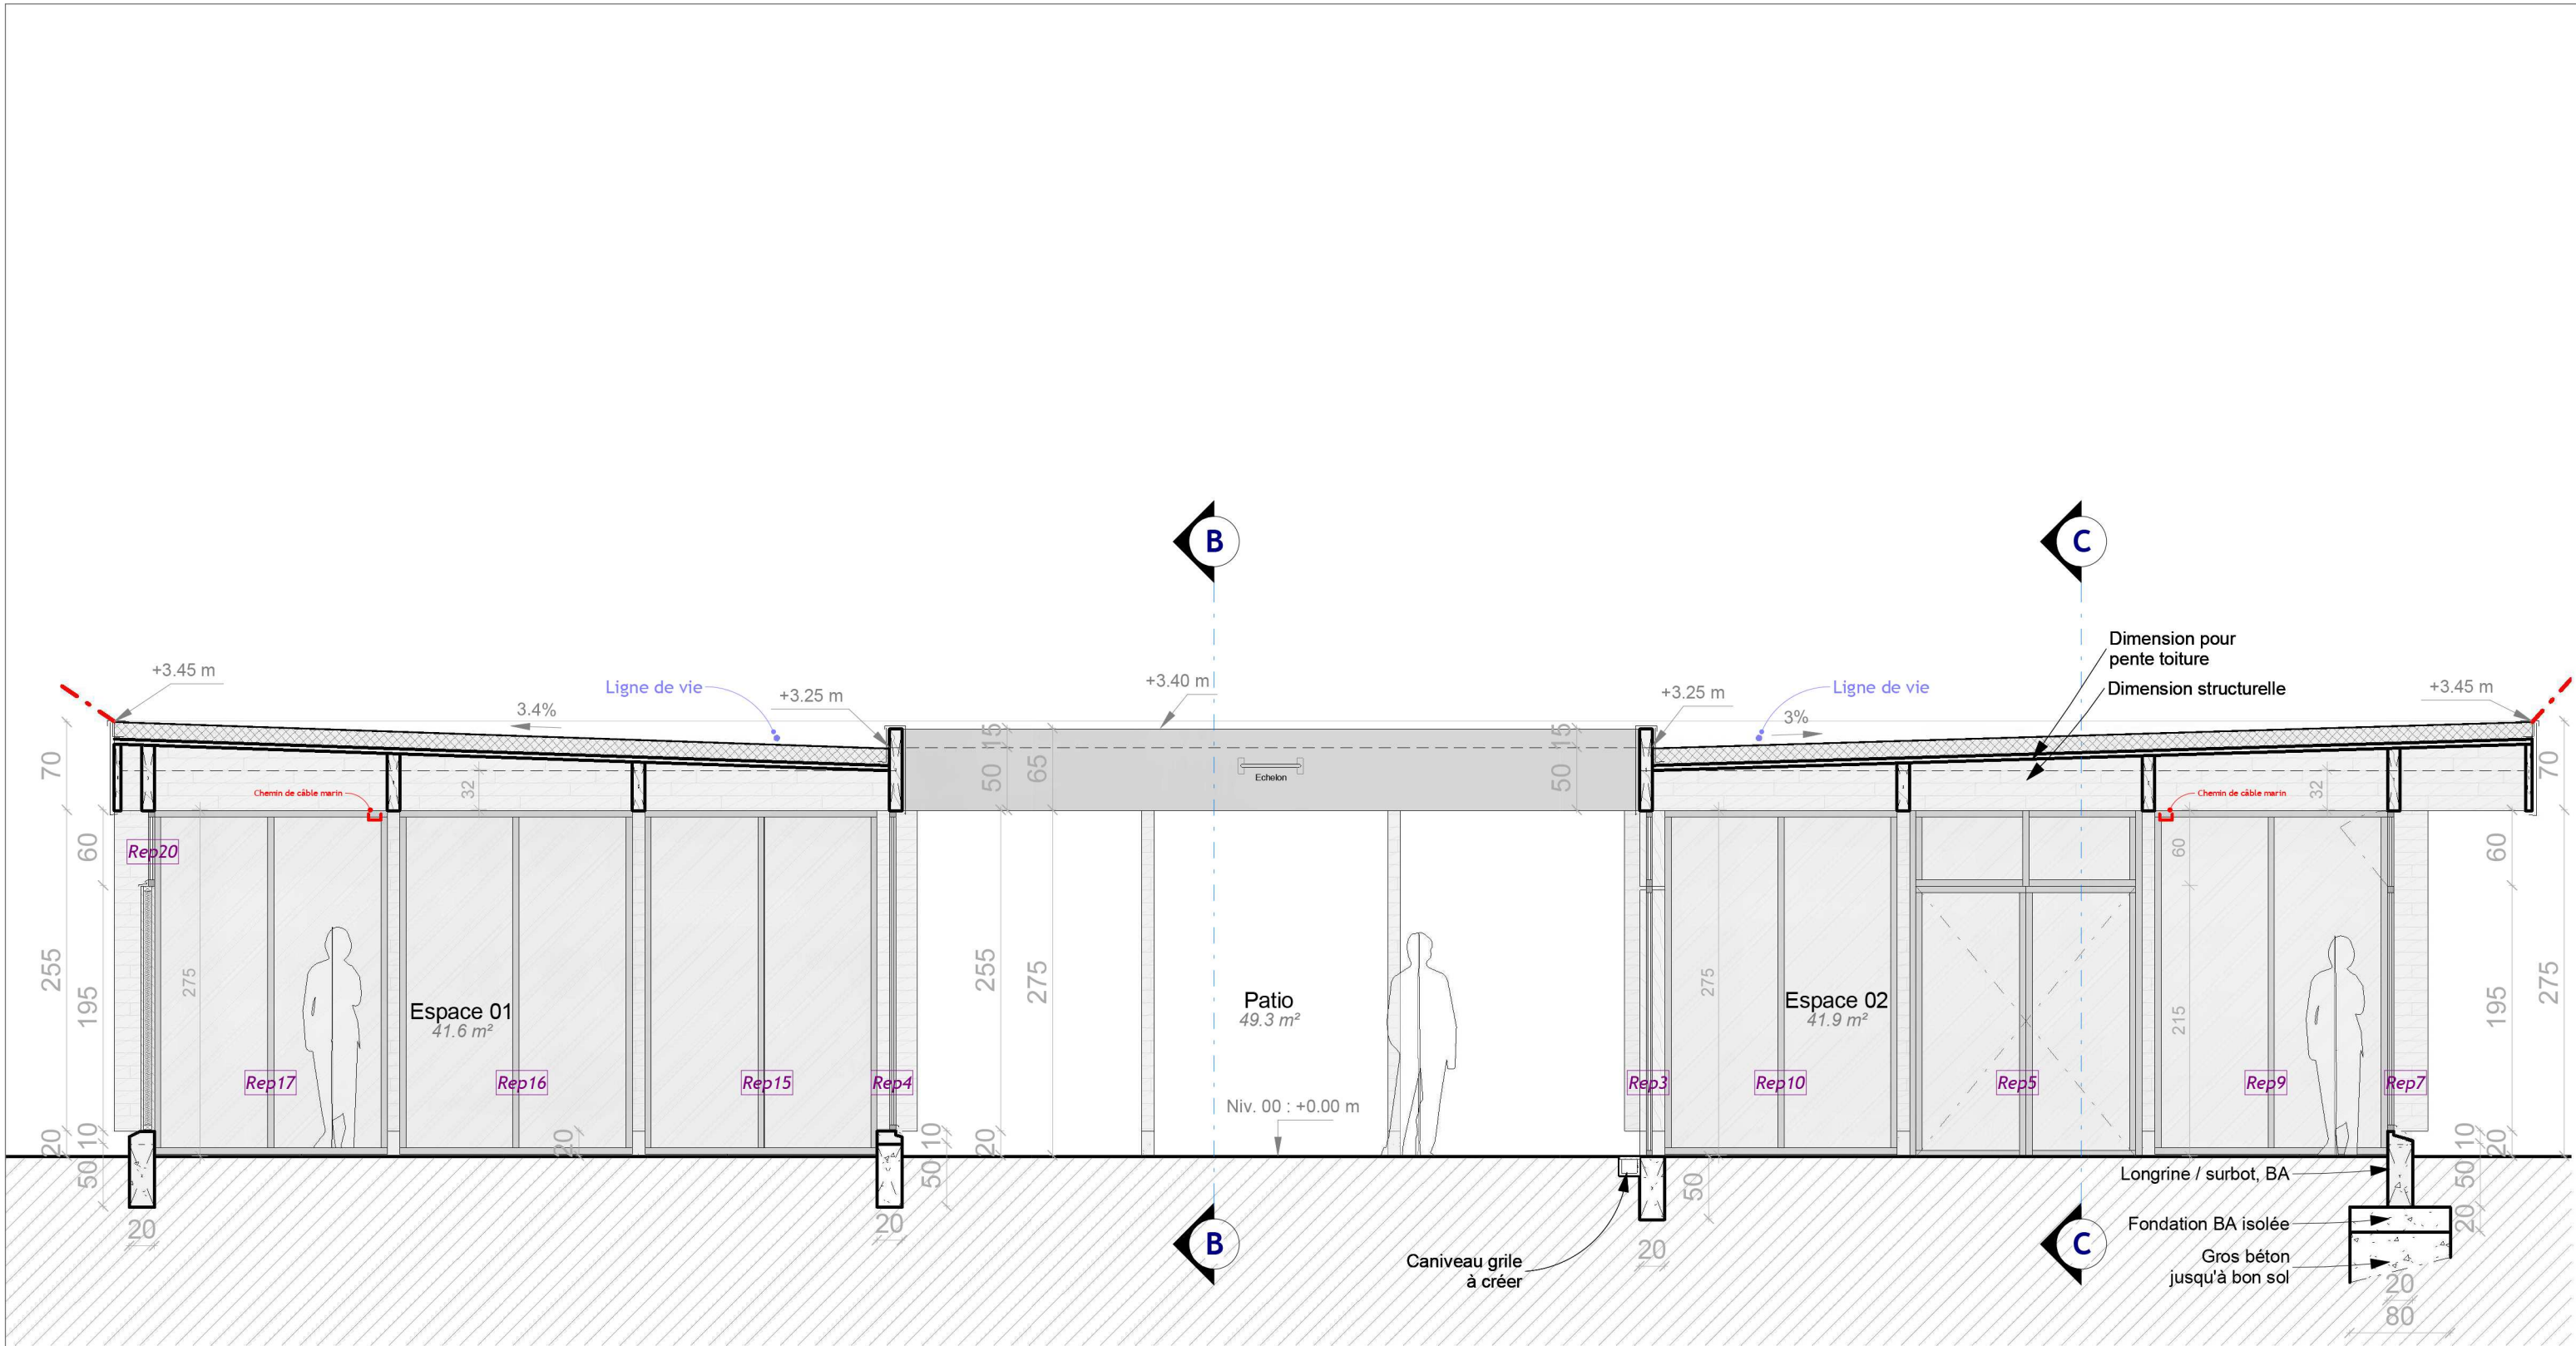 B
C
Dimension pour
pente toiture
Dimension structurelle
+3.45 m
Ligne de vie
+3.25 m
+3.40 m
+3.25 m
Ligne de vie
+3.45 m
3.4%
3%
15
15
70
50
65
50
70
Echelon
32
32
Chemin de câble marin
Chemin de câble marin
Rep20
60
60
60
255
195
275
255
275
275
215
195
275
Espace 01
41.6 m²
Patio
49.3 m²
Espace 02
41.9 m²
Rep17
Rep16
Rep15
Rep4
Rep3
Rep10
Rep5
Rep9
Rep7
Niv. 00 : +0.00 m
20
10
20
10
20
10
20
50
50
50
50
Longrine / surbot, BA
20
20
20
20
Fondation BA isolée
B
C
Caniveau grile
à créer
Gros béton
jusqu'à bon sol
20
80